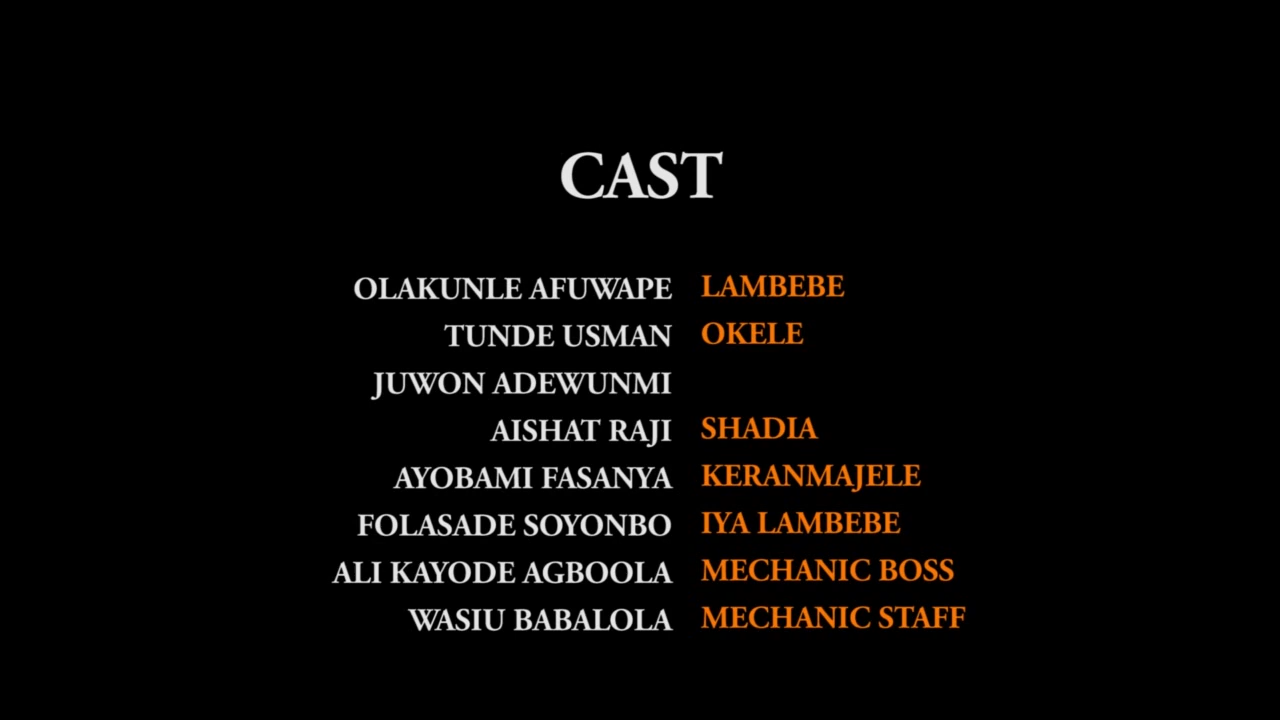 CAST
OLAKUNLE AFUWAPE LAMBEBE
TUNDE USMAN OKELE
JUWON ADEWUNMI
AISHAT RAJI SHADIA
AYOBAMI FASANYA KERANMAJELE
FOLASADE SOYONBO IYA LAMBEBE
ALI KAYODE AGBOOLA MECHANIC BOSS
WASIU BABALOLA MECHANIC STAFF